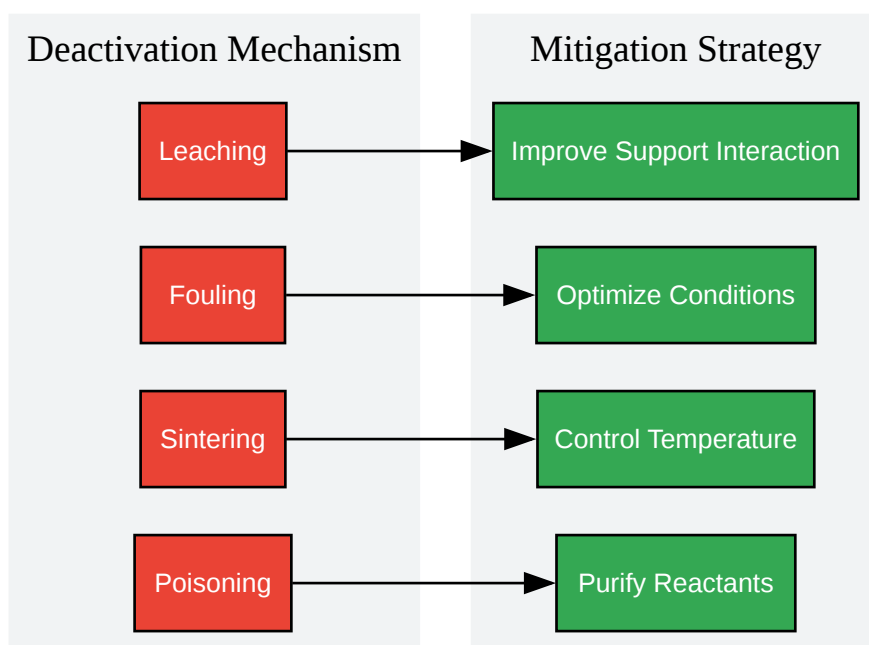 Deactivation Mechanism
Mitigation Strategy
Leaching
Improve Support Interaction
Fouling
Optimize Conditions
Sintering
Control Temperature
Poisoning
Purify Reactants